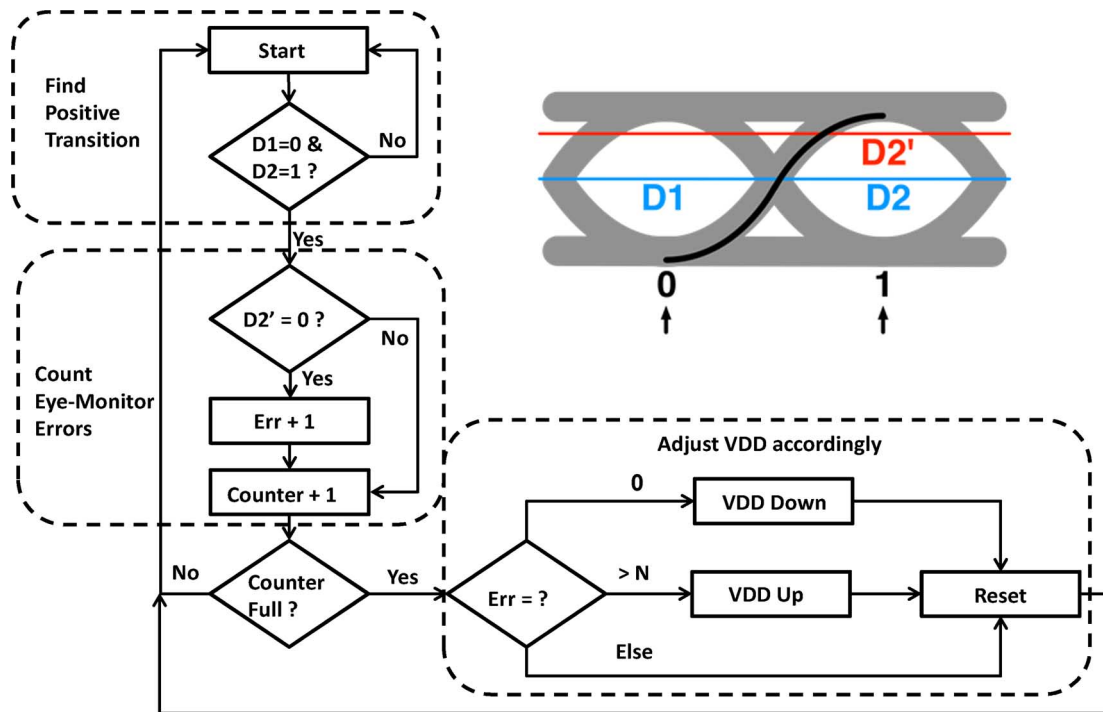 Start
Find
Positive
Transition
D1=0 &
D2=1 ?
No
Yes
D2' = 0 ?
No
Yes
Count
Eye-Monitor
Errors
Err + 1
Counter + 1
No
Counter
Full ?
Yes
Adjust VDD accordingly
0
VDD Down
Err = ?
> N
VDD Up
Reset
Else
D2'
D1
D2
0
1